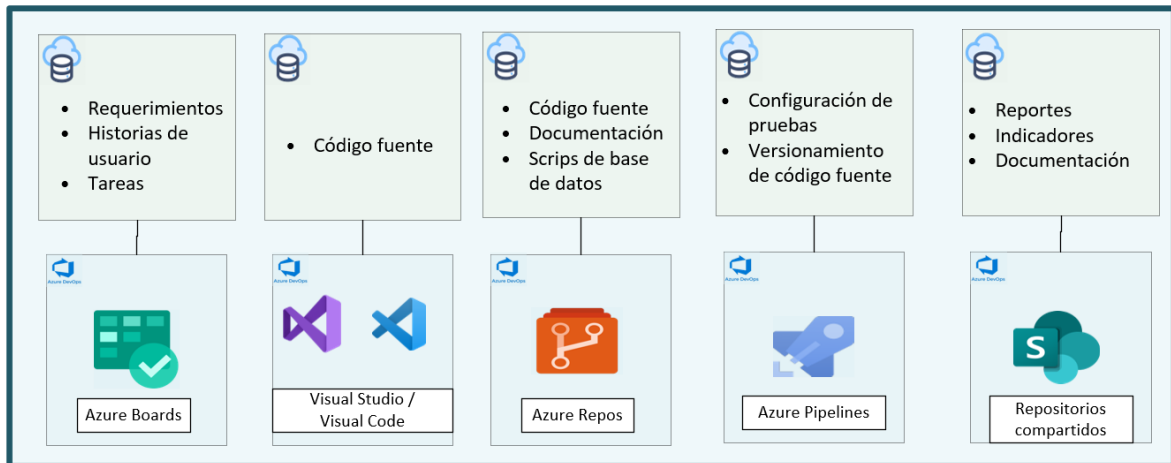 • Requerimientos
• Historias de
usuario
• Tareas
• Código fuente
• Código fuente
• Documentación
• Scrips de base
de datos
• Configuración de
pruebas
• Versionamiento
de código fuente
• Reportes
• Indicadores
• Documentación
Azure DevOps
Azure Boards
Azure DevOps
Visual Studio /
Visual Code
Azure DevOps
Azure Repos
Azure DevOps
Azure Pipelines
Azure DevOps
S
Repositorios
compartidos